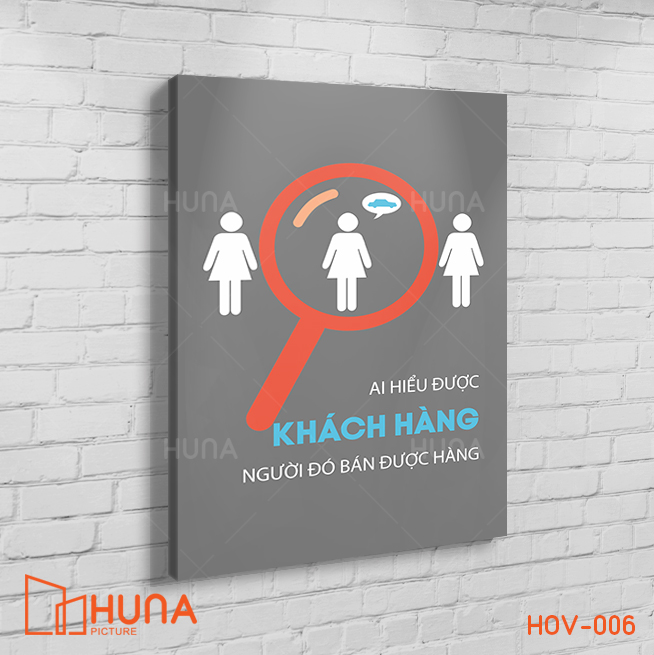 HUNA
HUNA
AI HIỂU ĐƯỢC
KHÁCH HÀNG
HUNA
HUNA
NGƯỜI ĐÓ BÁN ĐƯỢC HÀNG
HUNA
PICTURE
HOV-006